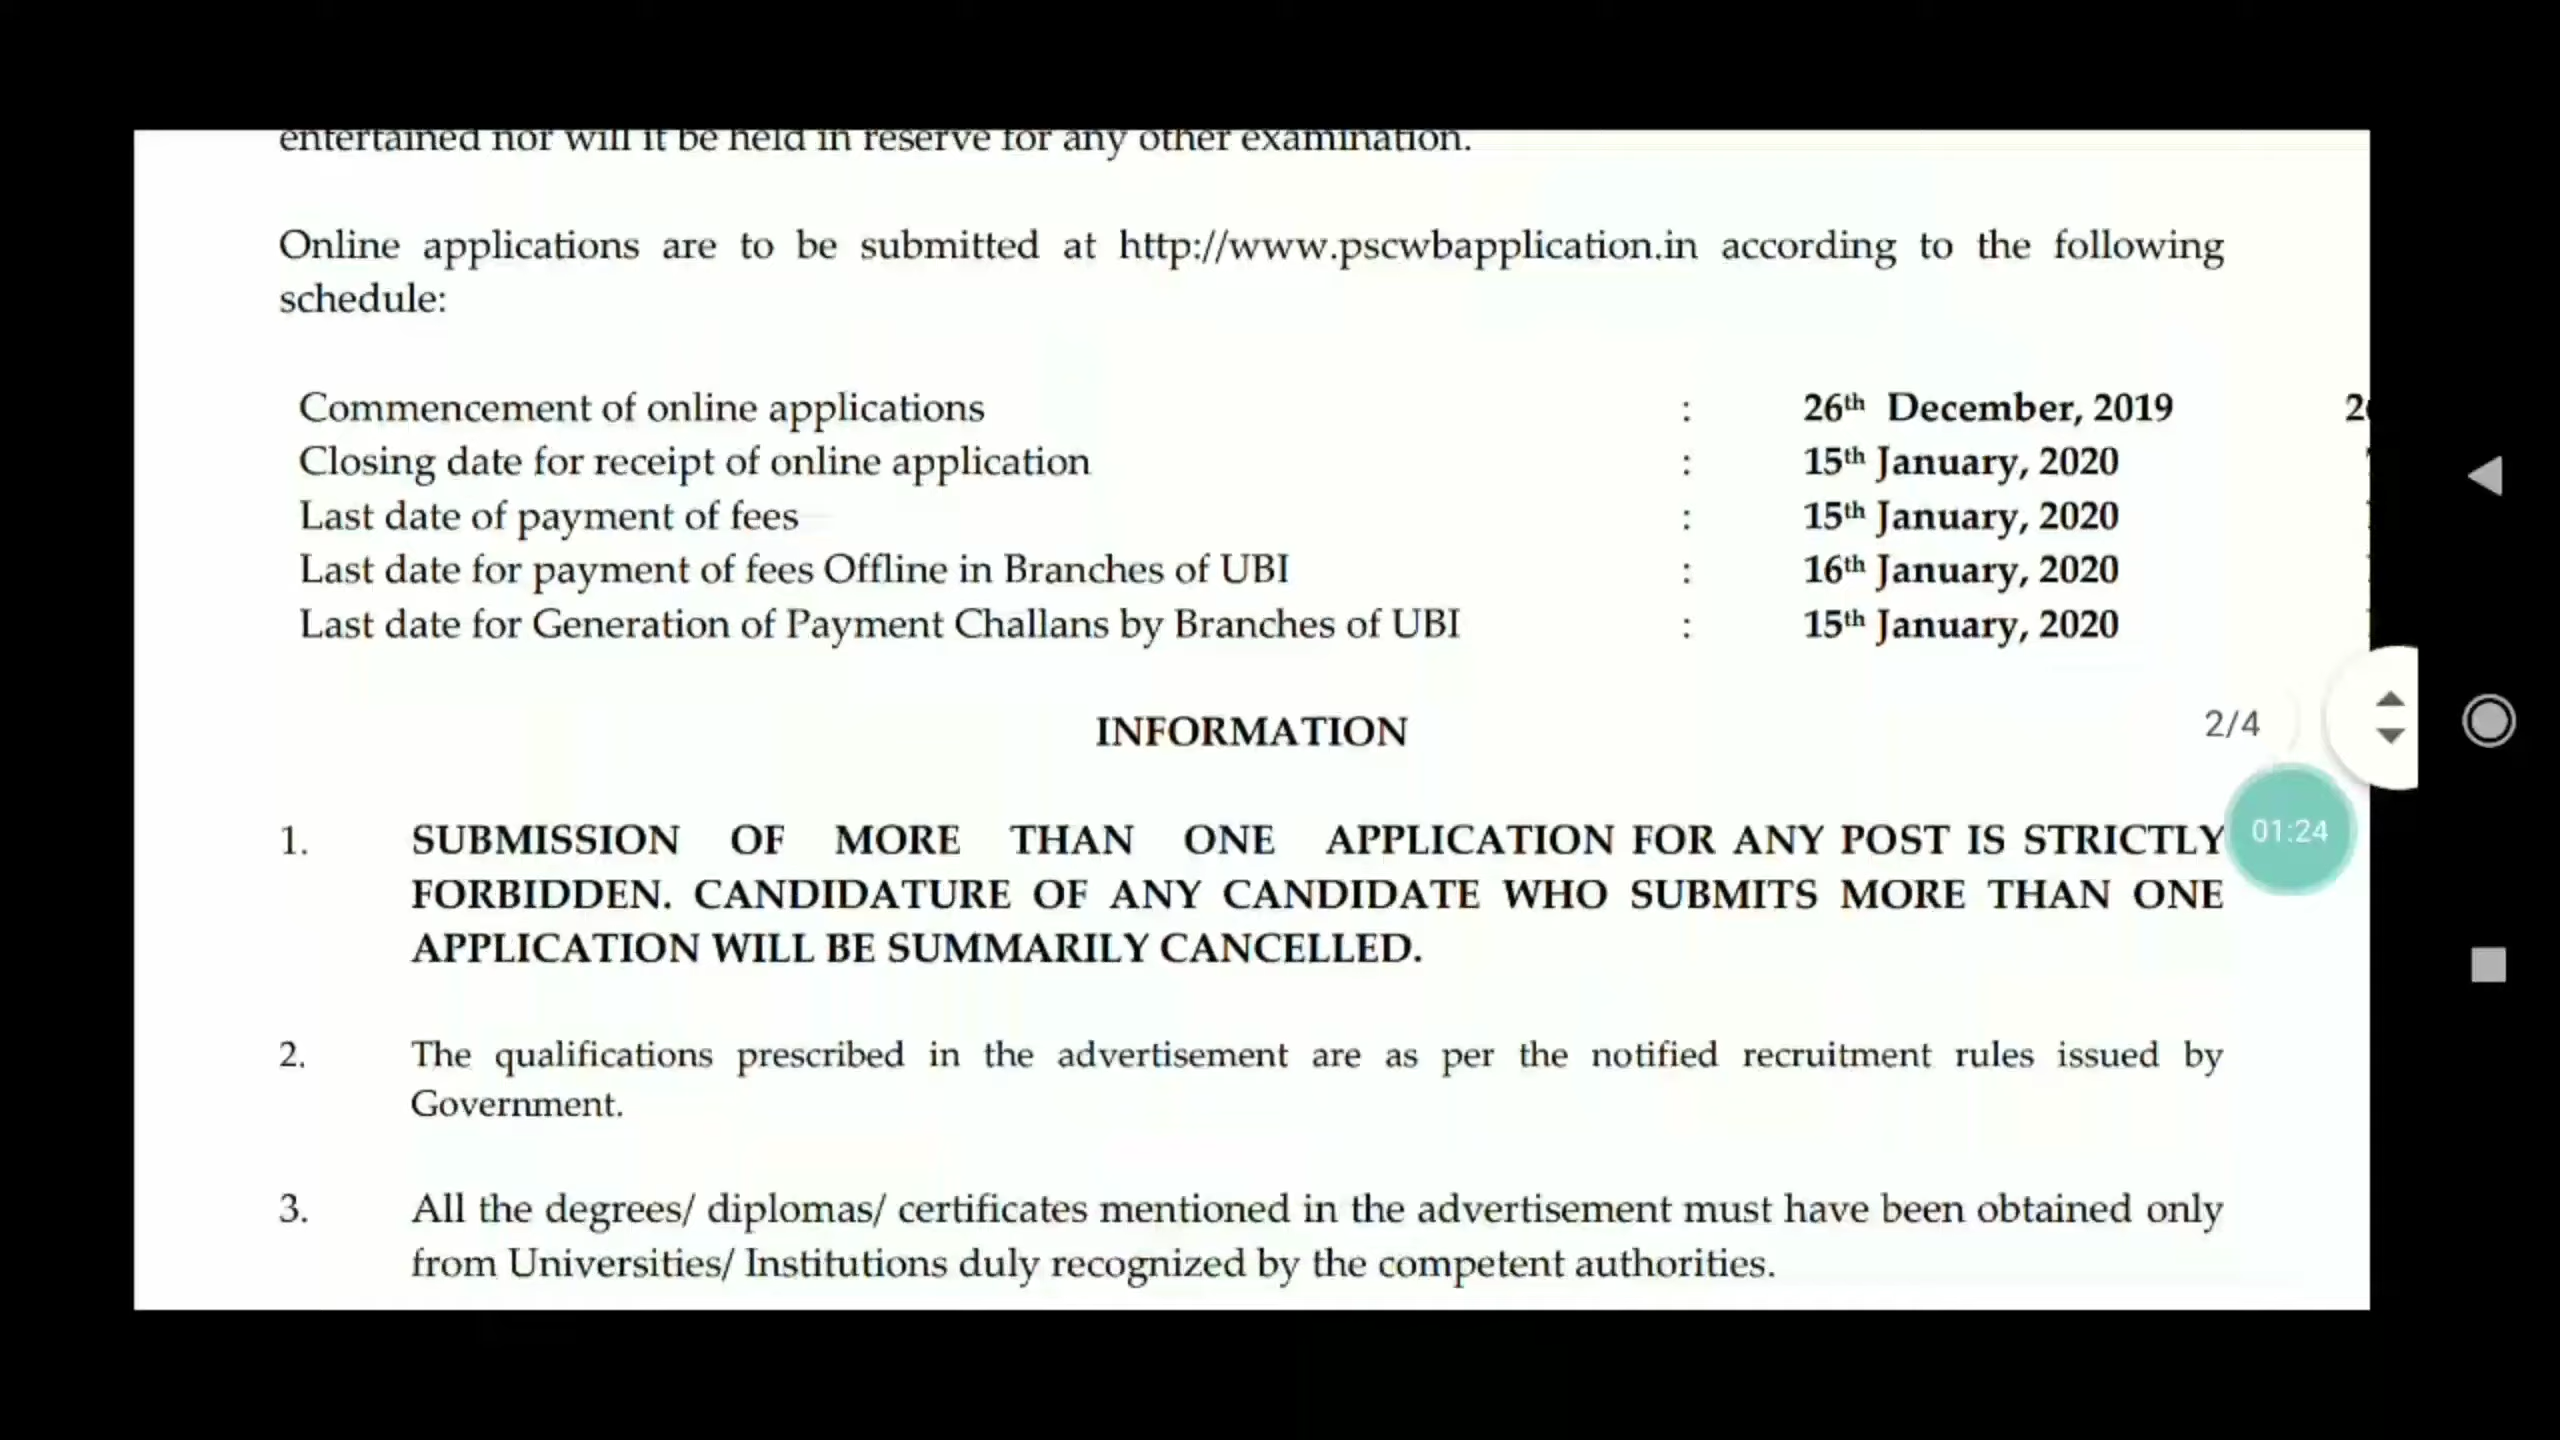 entertained nor will it be held in reserve for any other examination.
Online applications are to be submitted at http://www.pscwbapplication.in according to the following
schedule:
Commencement of online applications : 26th December, 2019
Closing date for receipt of online application : 15th January, 2020
Last date of payment of fees : 15th January, 2020
Last date for payment of fees Offline in Branches of UBI : 16th January, 2020
Last date for Generation of Payment Challans by Branches of UBI : 15th January, 2020
INFORMATION
2/4
01:24
1. SUBMISSION OF MORE THAN ONE APPLICATION FOR ANY POST IS STRICTLY
FORBIDDEN. CANDIDATURE OF ANY CANDIDATE WHO SUBMITS MORE THAN ONE
APPLICATION WILL BE SUMMARILY CANCELLED.
2. The qualifications prescribed in the advertisement are as per the notified recruitment rules issued by
Government.
3. All the degrees/ diplomas/ certificates mentioned in the advertisement must have been obtained only
from Universities/ Institutions duly recognized by the competent authorities.